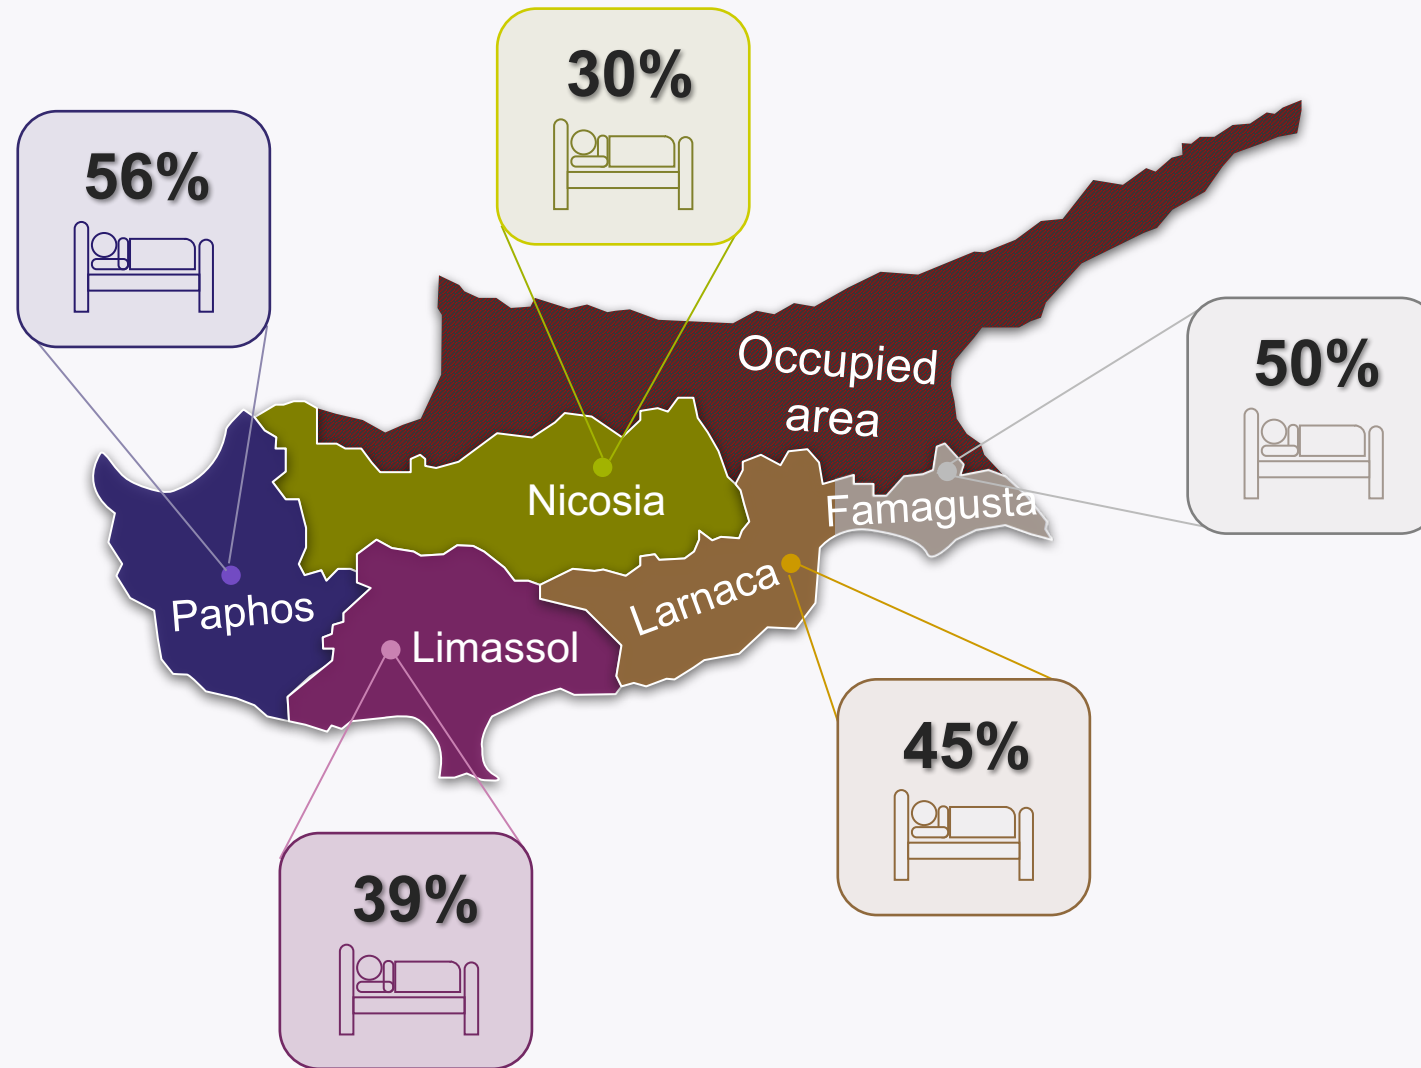 30%
56%
50%
Occupied
area
Nicosia
Famagusta
Larnaca
Paphos
Limassol
45%
39%